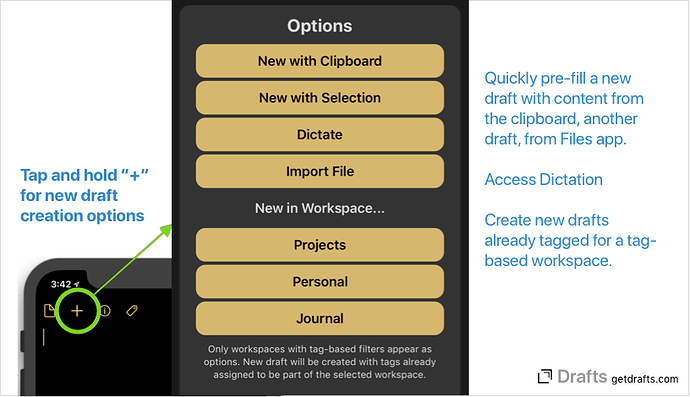 Tap and hold “+”
for new draft
creation options
3:42
Options
New with Clipboard
New with Selection
Dictate
Import File
New in Workspace...
Projects
Personal
Journal
Only workspaces with tag-based filters appear as
options. New draft will be created with tags already
assigned to be part of the selected workspace.
Quickly pre-fill a new
draft with content from
the clipboard, another
draft, from Files app.
Access Dictation
Create new drafts
already tagged for a tag-
based workspace.
Drafts getdrafts.com